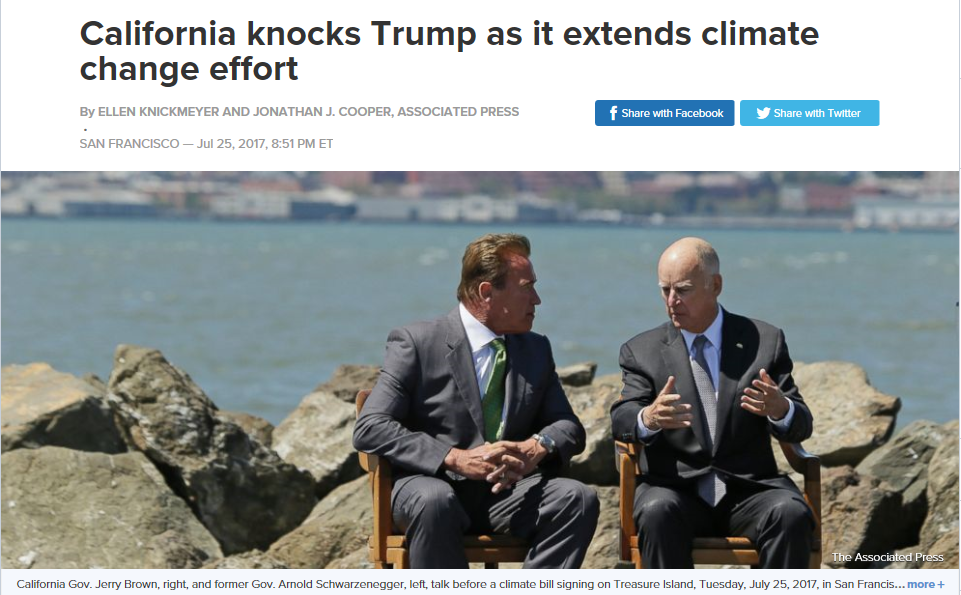 California knocks Trump as it extends climate
change effort
By ELLEN KNICKMEYER AND JONATHAN J. COOPER, ASSOCIATED PRESS
Share with Facebook
Share with Twitter
.
SAN FRANCISCO — Jul 25, 2017, 8:51 PM ET
The Associated Press
California Gov. Jerry Brown, right, and former Gov. Arnold Schwarzenegger, left, talk before a climate bill signing on Treasure Island, Tuesday, July 25, 2017, in San Francis... more +